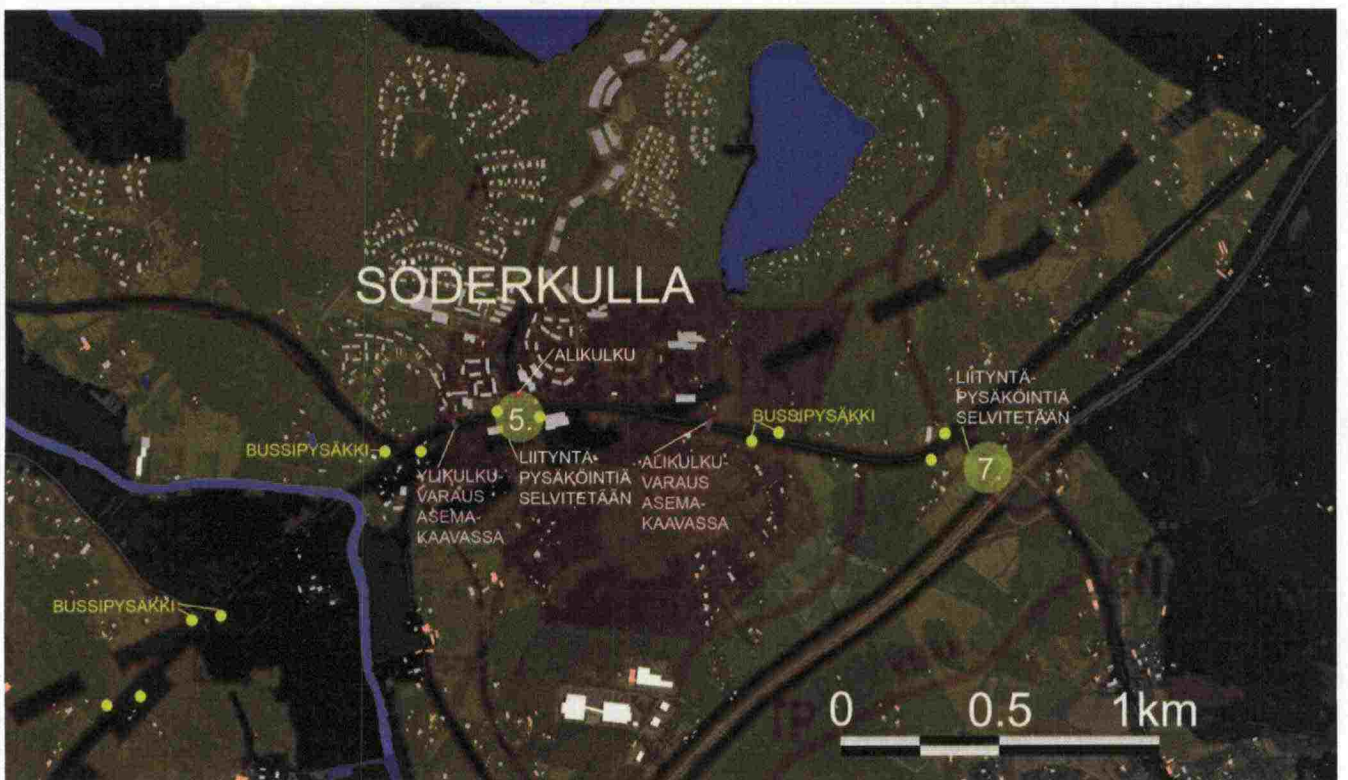 SÖDERKULLA
ALIKULKU
5.
BUSSIPYSÄKKI
YLIKULKU-
VARAUS
ASEMA-
KAAVASSA
LIITYNTÄ-
PYSÄKÖINTIÄ
SELVITETÄÄN
ALIKULKU-
VARAUS
ASEMA-
KAAVASSA
BUSSIPYSÄKKI
LIITYNTÄ-
PYSÄKÖINTIÄ
SELVITETÄÄN
7.
BUSSIPYSÄKKI
0 0.5 1km